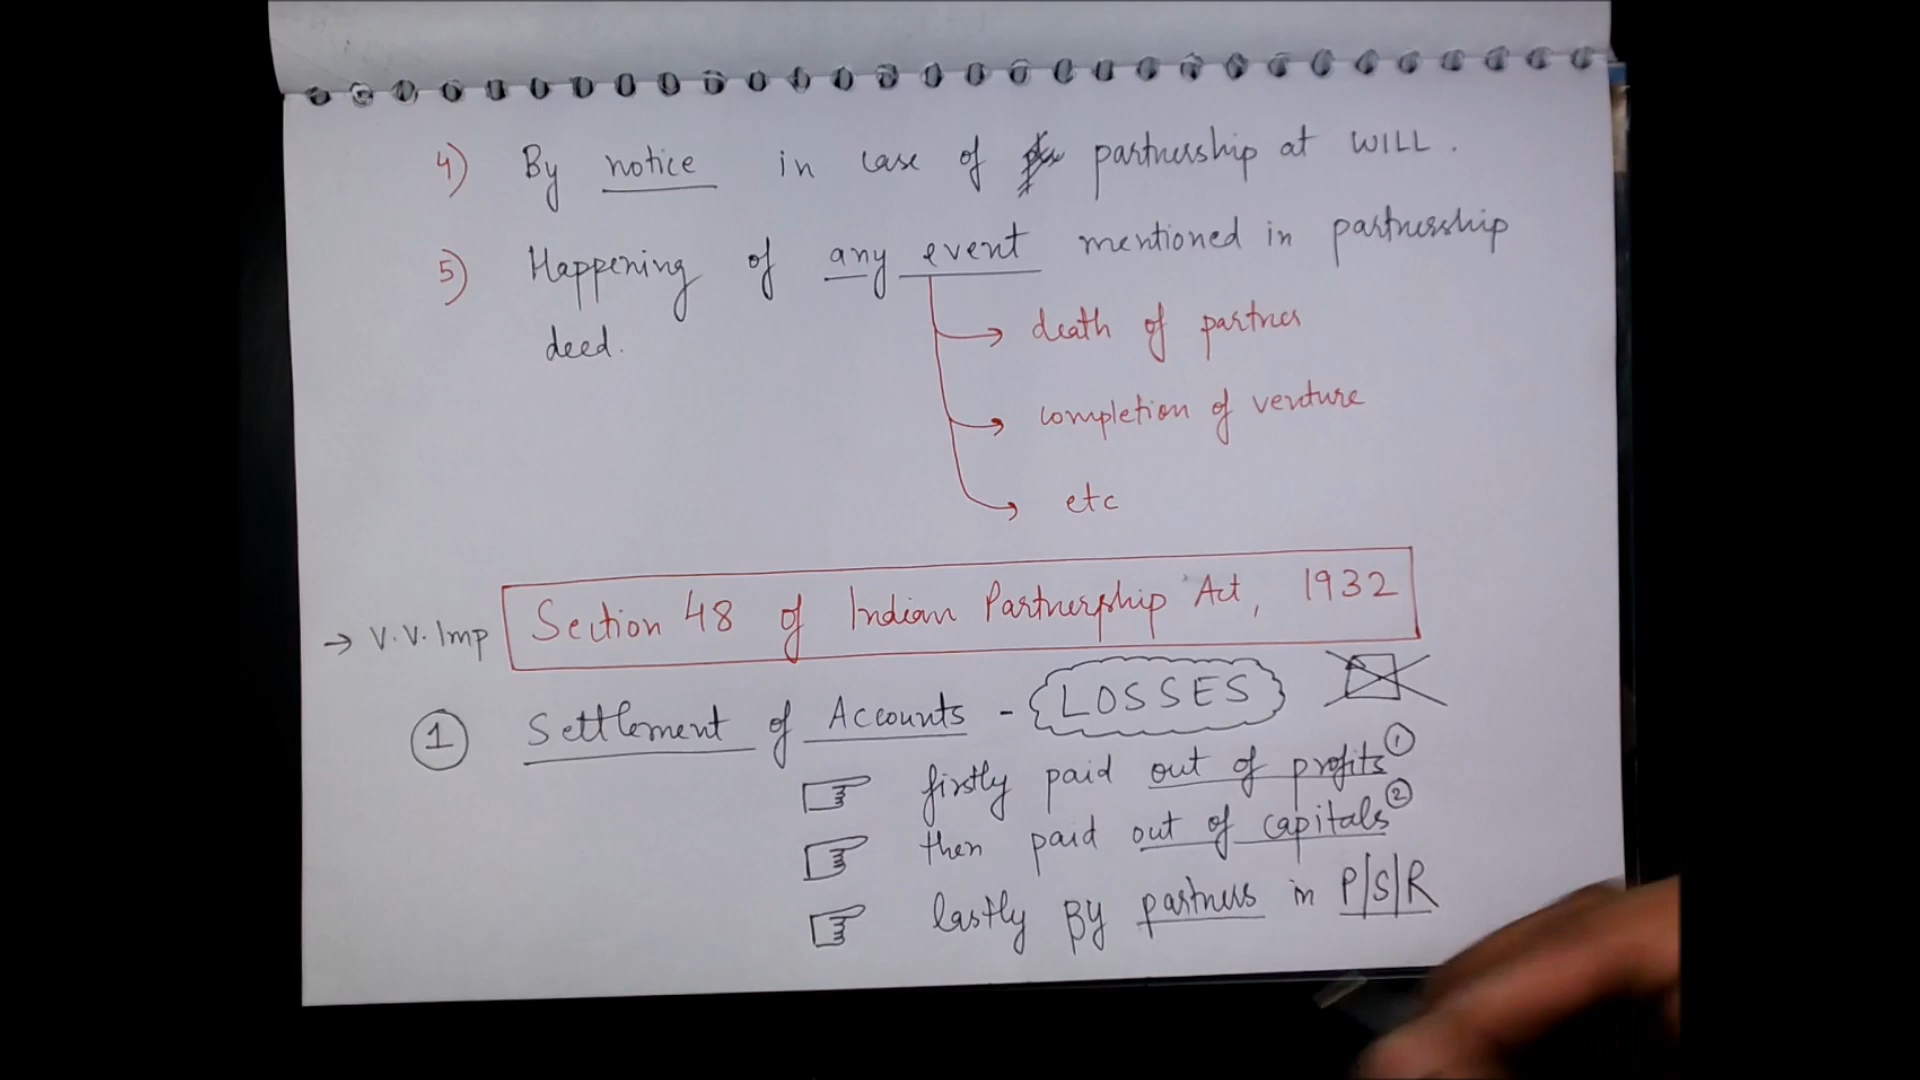 4) By notice in case of partnership at WILL.
5) Happening of any event mentioned in partnership
deed.
→ death of partner
→ completion of venture
→ etc
→ V.V. Imp Section 48 of Indian Partnership Act, 1932
① Settlement of Accounts - LOSSES
firstly paid out of profits ①
then paid out of capitals ②
lastly By partners in P/S/R